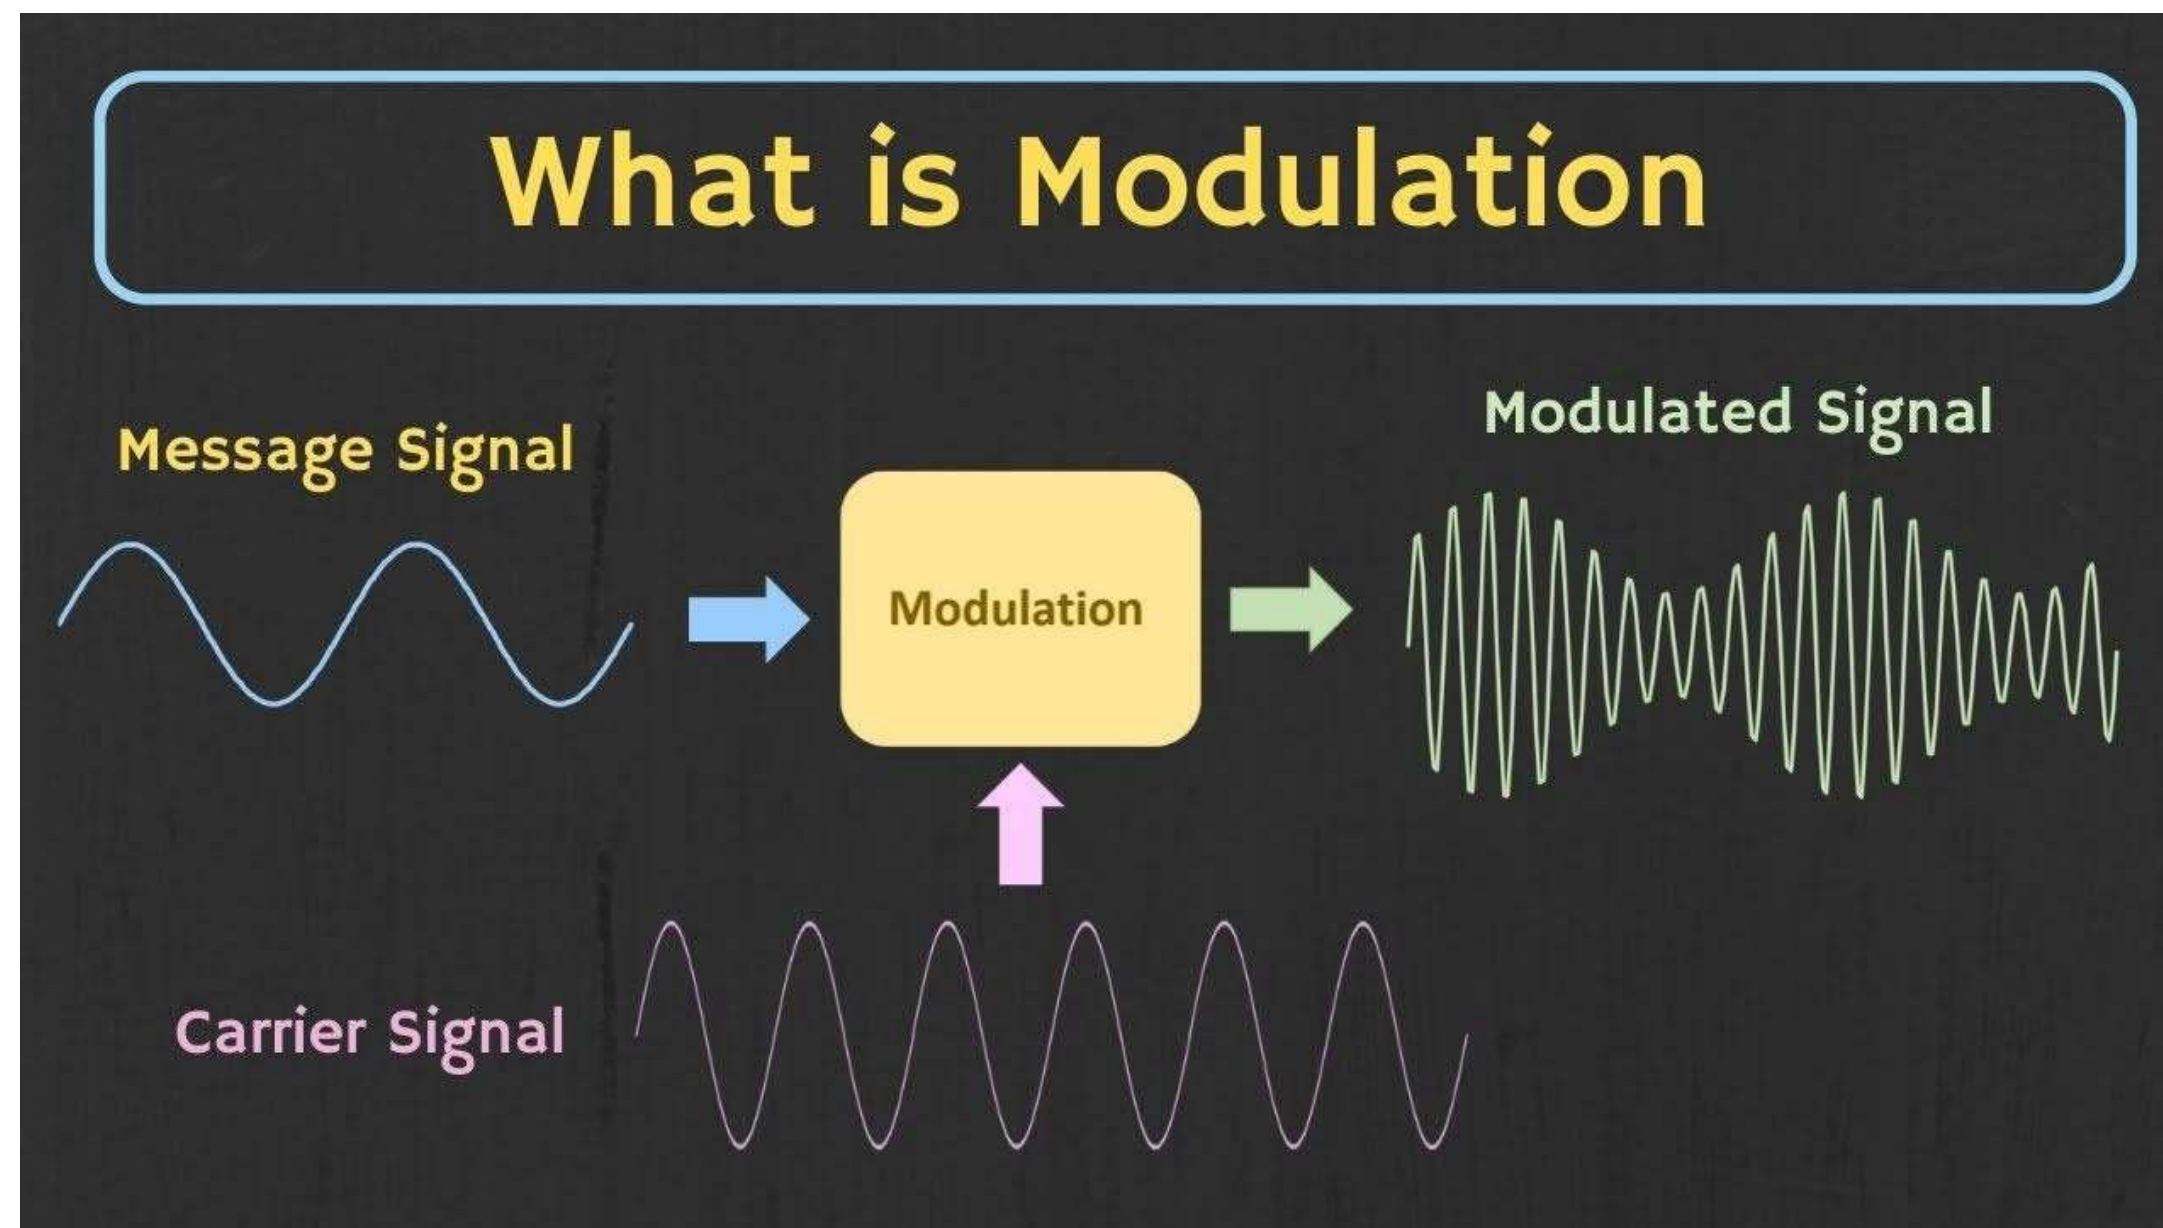 What is Modulation
Message Signal
Modulated Signal
Modulation
Carrier Signal